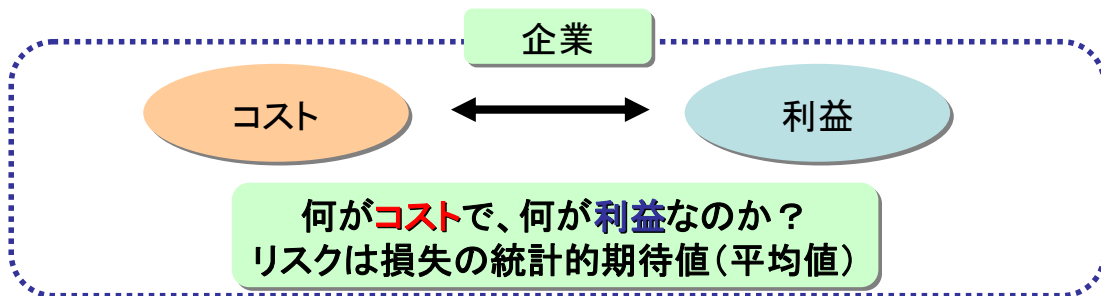 企業
コスト
利益
何がコストで、何が利益なのか？
リスクは損失の統計的期待値（平均値）